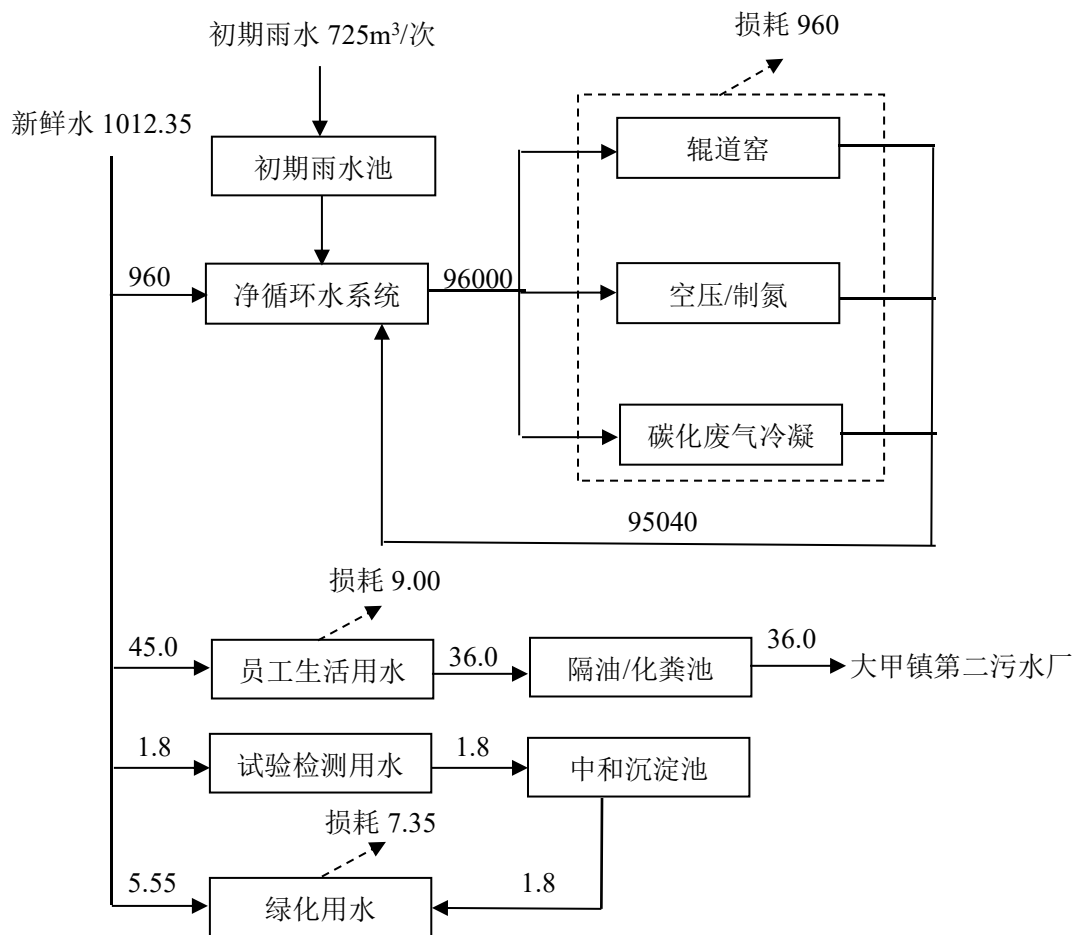 初期雨水 725m³/次
损耗 960
新鲜水 1012.35
辊道窑
初期雨水池
960
净循环水系统
96000
空压/制氮
碳化废气冷凝
95040
损耗 9.00
45.0
员工生活用水
36.0
隔油/化粪池
36.0
大甲镇第二污水厂
1.8
试验检测用水
1.8
中和沉淀池
损耗 7.35
5.55
绿化用水
1.8